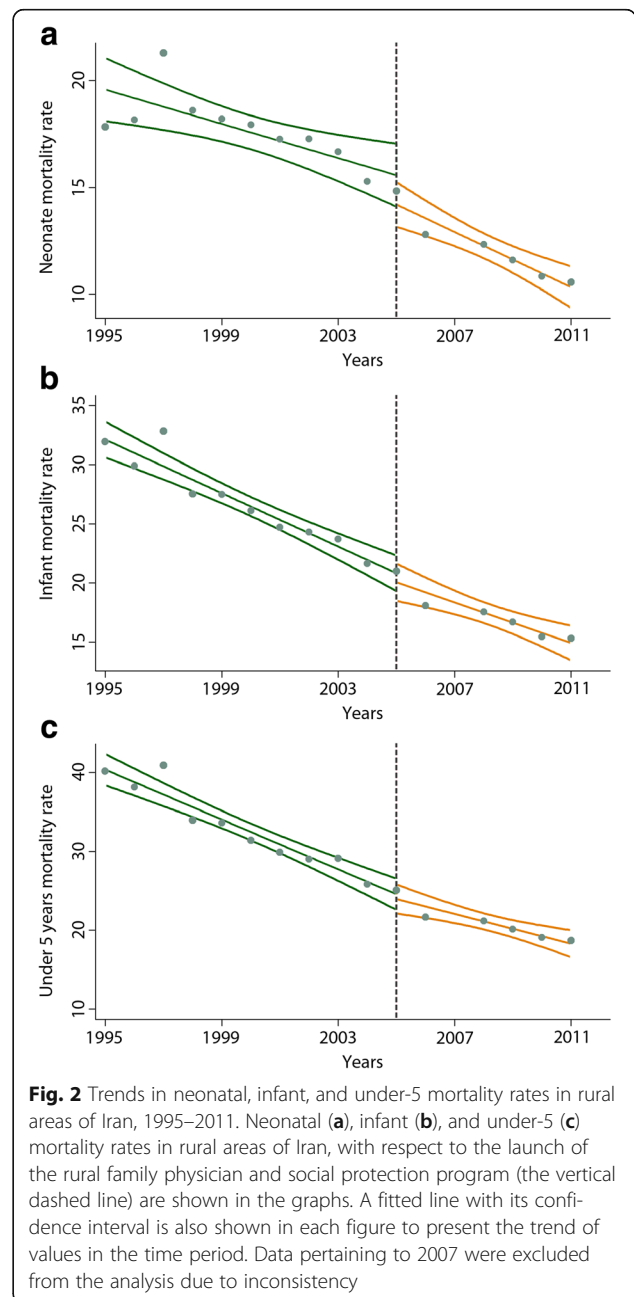 a
Neonate mortality rate
20
15
10
1995 1999 2003 2007 2011
Years
b
Infant mortality rate
35
30
25
20
15
1995 1999 2003 2007 2011
Years
c
Under 5 years mortality rate
40
30
20
10
1995 1999 2003 2007 2011
Years
Fig. 2 Trends in neonatal, infant, and under-5 mortality rates in rural
areas of Iran, 1995–2011. Neonatal (a), infant (b), and under-5 (c)
mortality rates in rural areas of Iran, with respect to the launch of
the rural family physician and social protection program (the vertical
dashed line) are shown in the graphs. A fitted line with its confi-
dence interval is also shown in each figure to present the trend of
values in the time period. Data pertaining to 2007 were excluded
from the analysis due to inconsistency